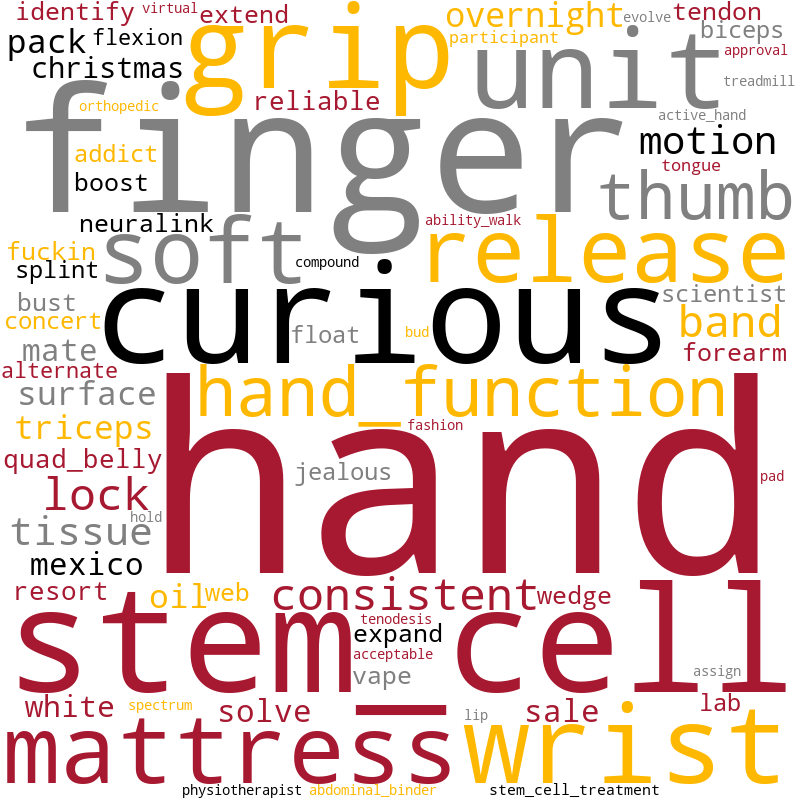 identify
virtual
extend
grip
overnight
evolve
tendon
pack
flexion
participant
biceps
christmas
unit
approval
orthopedic
reliable
treadmill
finger
active_hand
addict
motion
tongue
boost
thumb
neuralink
ability_walk
fuckin
soft
release
splint
compound
bust
curious
scientist
concert
float
bud
band
mate
forearm
alternate
surface
hand_function
triceps
fashion
quad_belly
hand
jealous
pad
lock
hold
tissue
mexico
resort
oil
web
consistent
wedge
stem_cell
tenodesis
expand
acceptable
vape
assign
white
spectrum
solve
lip
sale
lab
mattress
wrist
physiotherapist
abdominal_binder
stem_cell_treatment